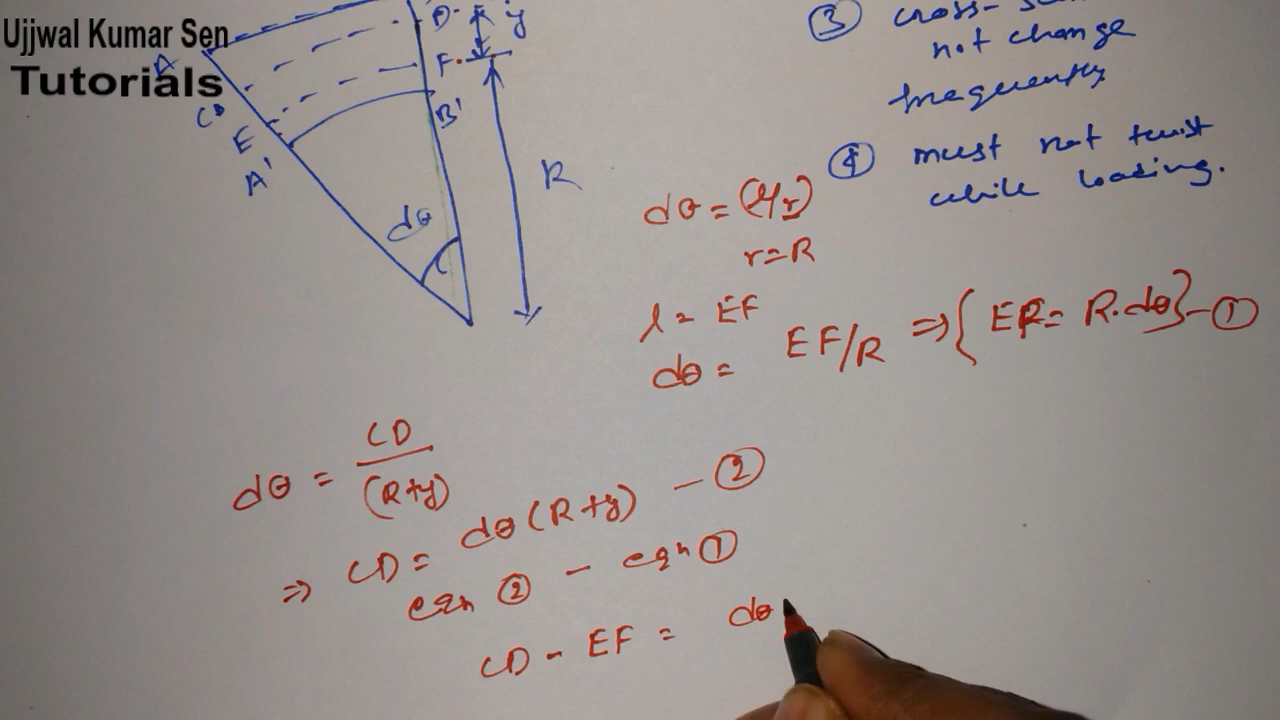 Ujjwal Kumar Sen
Tutorials
A
C
E
A'
D
F
B'
y
R
dθ
③ cross-
not change
frequently
④ must not twist
while loading.
dθ = (l/r)
r=R
l = EF
dθ = EF/R ⇒ {EF = R.dθ} - ①
dθ = CD/(R+y)
⇒ CD = dθ(R+y) - ②
eqn ② - eqn ①
CD - EF = dθ